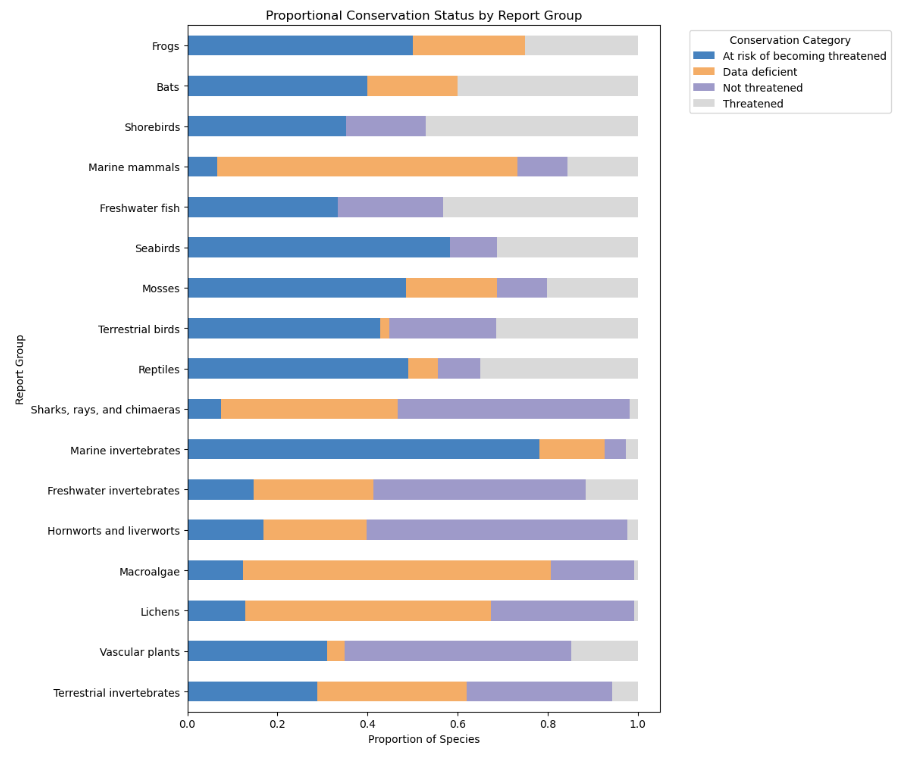 Proportional Conservation Status by Report Group
Conservation Category
At risk of becoming threatened
Data deficient
Not threatened
Threatened
Report Group
Frogs
Bats
Shorebirds
Marine mammals
Freshwater fish
Seabirds
Mosses
Terrestrial birds
Reptiles
Sharks, rays, and chimaeras
Marine invertebrates
Freshwater invertebrates
Hornworts and liverworts
Macroalgae
Lichens
Vascular plants
Terrestrial invertebrates
0.0 0.2 0.4 0.6 0.8 1.0
Proportion of Species